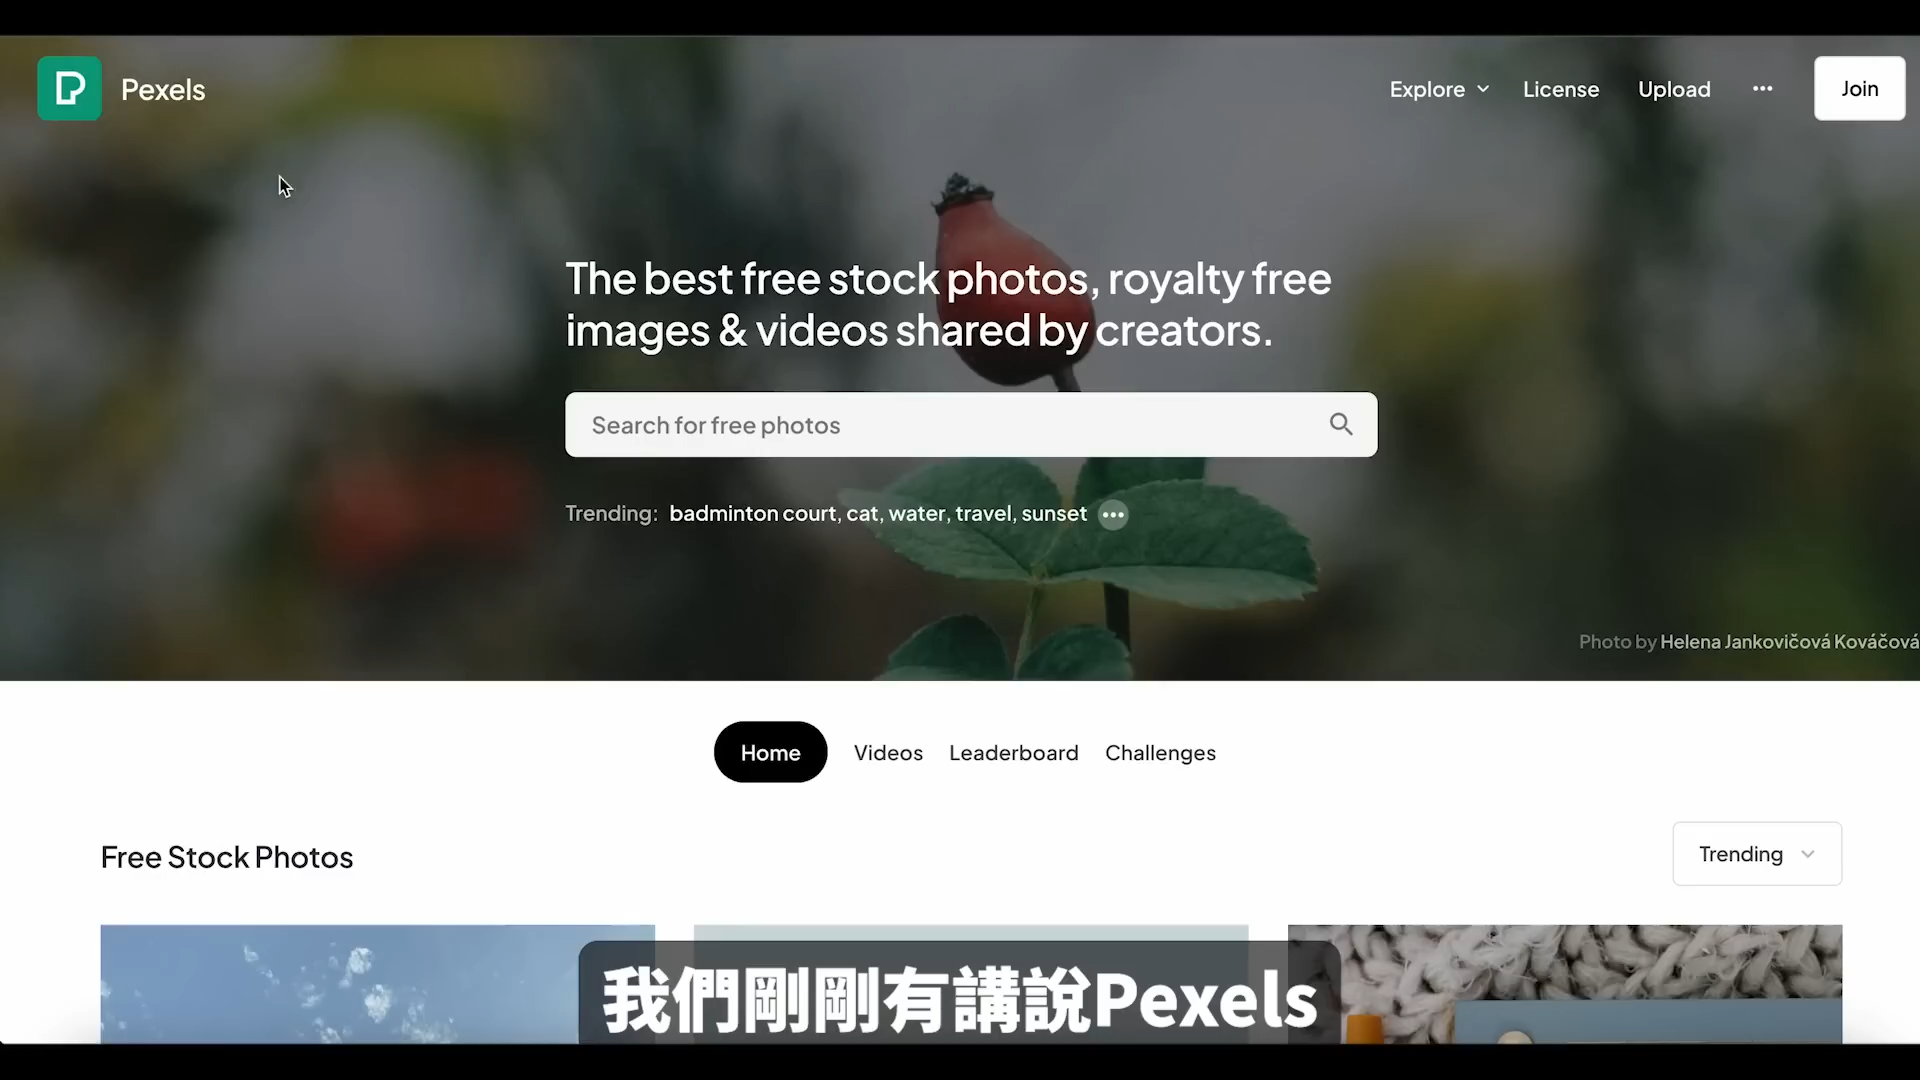 Pexels
Explore
License
Upload
Join
The best free stock photos, royalty free
images & videos shared by creators.
Search for free photos
Trending: badminton court, cat, water, travel, sunset
Photo by Helena Jankovičová Kováčová
Home
Videos
Leaderboard
Challenges
Free Stock Photos
Trending
我們剛剛有講說Pexels